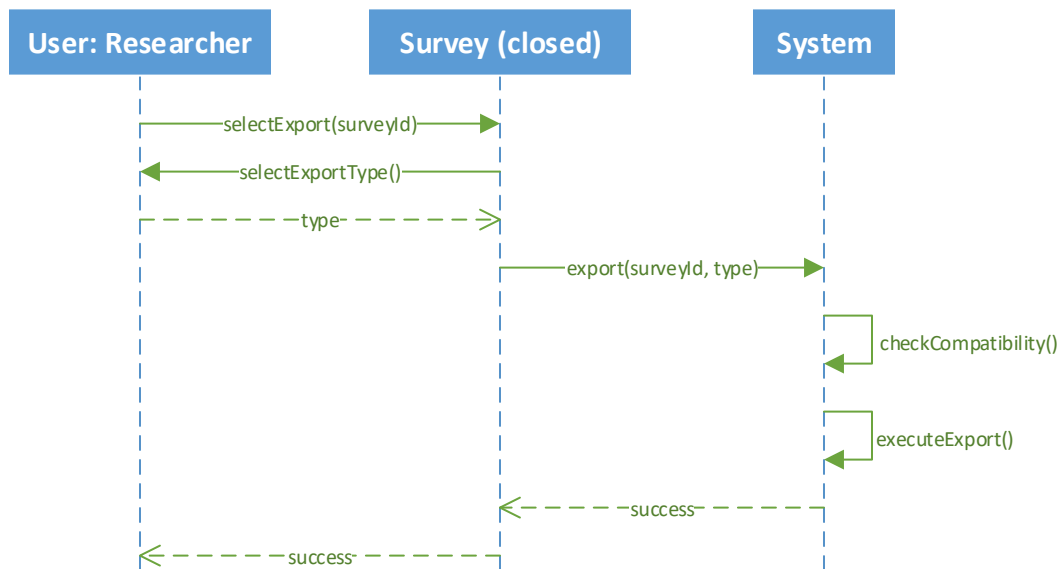 User: Researcher
Survey (closed)
System
selectExport(surveyId)
selectExportType()
type
export(surveyId, type)
checkCompatibility()
executeExport()
success
success